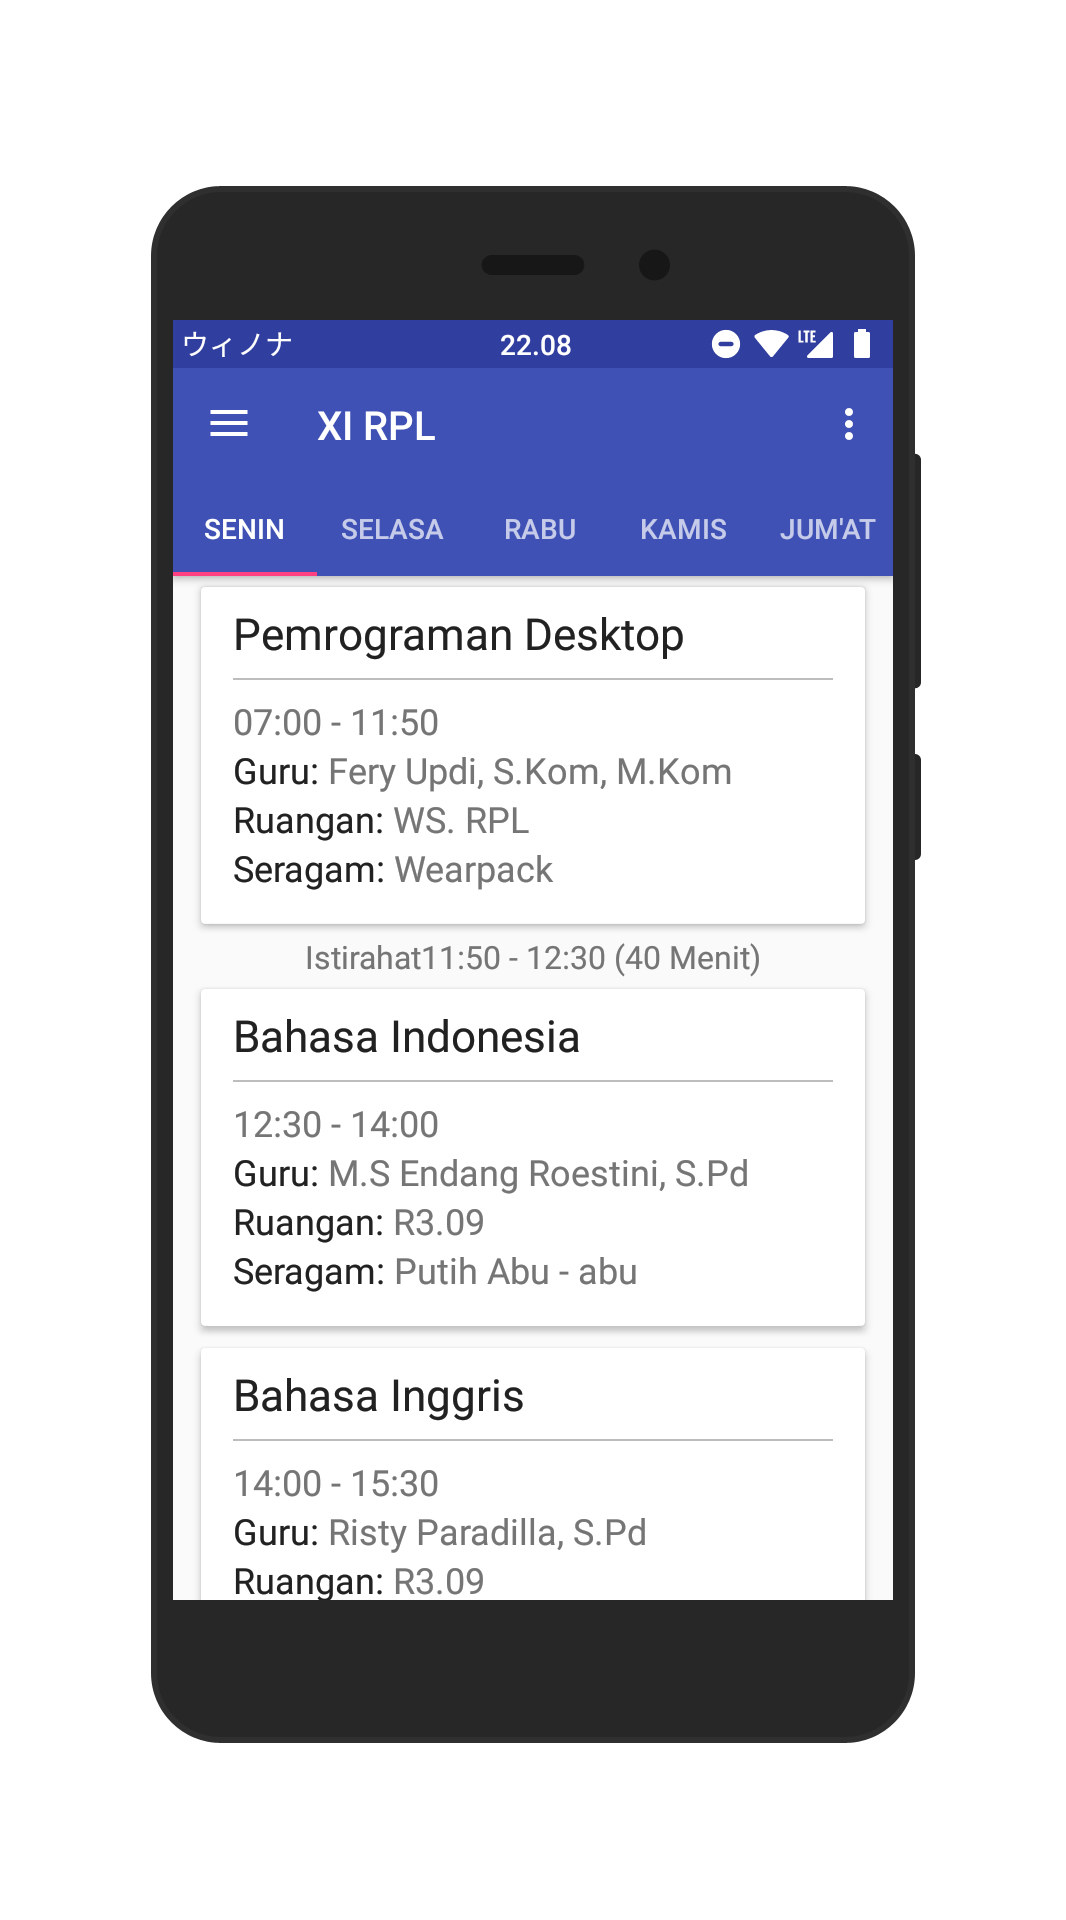 ウィノナ 22.08 LTE
XI RPL
SENIN SELASA RABU KAMIS JUM'AT
Pemrograman Desktop
07:00 - 11:50
Guru: Fery Updi, S.Kom, M.Kom
Ruangan: WS. RPL
Seragam: Wearpack
Istirahat11:50 - 12:30 (40 Menit)
Bahasa Indonesia
12:30 - 14:00
Guru: M.S Endang Roestini, S.Pd
Ruangan: R3.09
Seragam: Putih Abu - abu
Bahasa Inggris
14:00 - 15:30
Guru: Risty Paradilla, S.Pd
Ruangan: R3.09